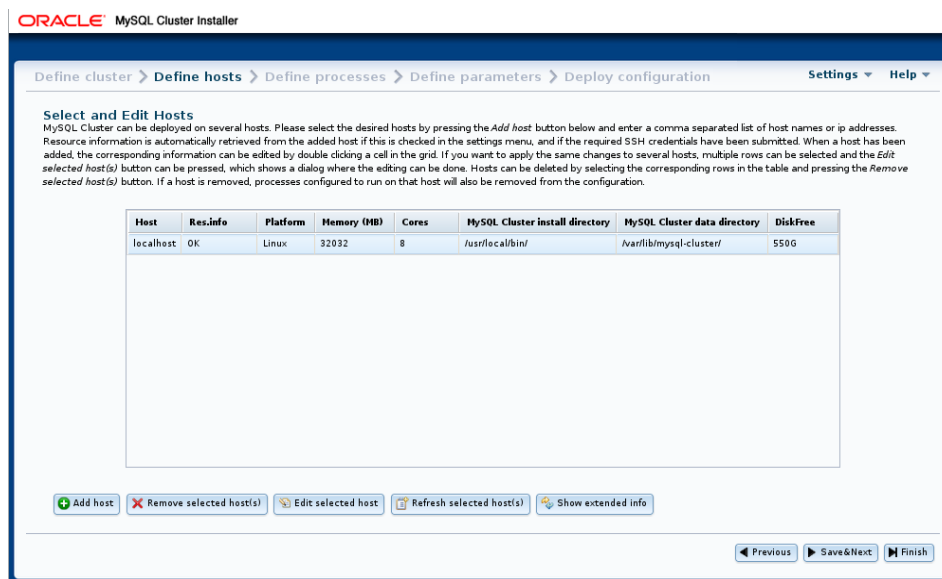 ORACLE® MySQL Cluster Installer
Define cluster Define hosts Define processes Define parameters Deploy configuration Settings Help
Select and Edit Hosts
MySQL Cluster can be deployed on several hosts. Please select the desired hosts by pressing the Add host button below and enter a comma separated list of host names or ip addresses.
Resource information is automatically retrieved from the added host if this is checked in the settings menu, and if the required SSH credentials have been submitted. When a host has been
added, the corresponding information can be edited by double clicking a cell in the grid. If you want to apply the same changes to several hosts, multiple rows can be selected and the Edit
selected host(s) button can be pressed, which shows a dialog where the editing can be done. Hosts can be deleted by selecting the corresponding rows in the table and pressing the Remove
selected host(s) button. If a host is removed, processes configured to run on that host will also be removed from the configuration.
Host Res.info Platform Memory (MB) Cores MySQL Cluster install directory MySQL Cluster data directory DiskFree
localhost OK Linux 32032 8 /usr/local/bin/ /var/lib/mysql-cluster/ 550G
Add host Remove selected host(s) Edit selected host Refresh selected host(s) Show extended info
Previous Save&Next Finish